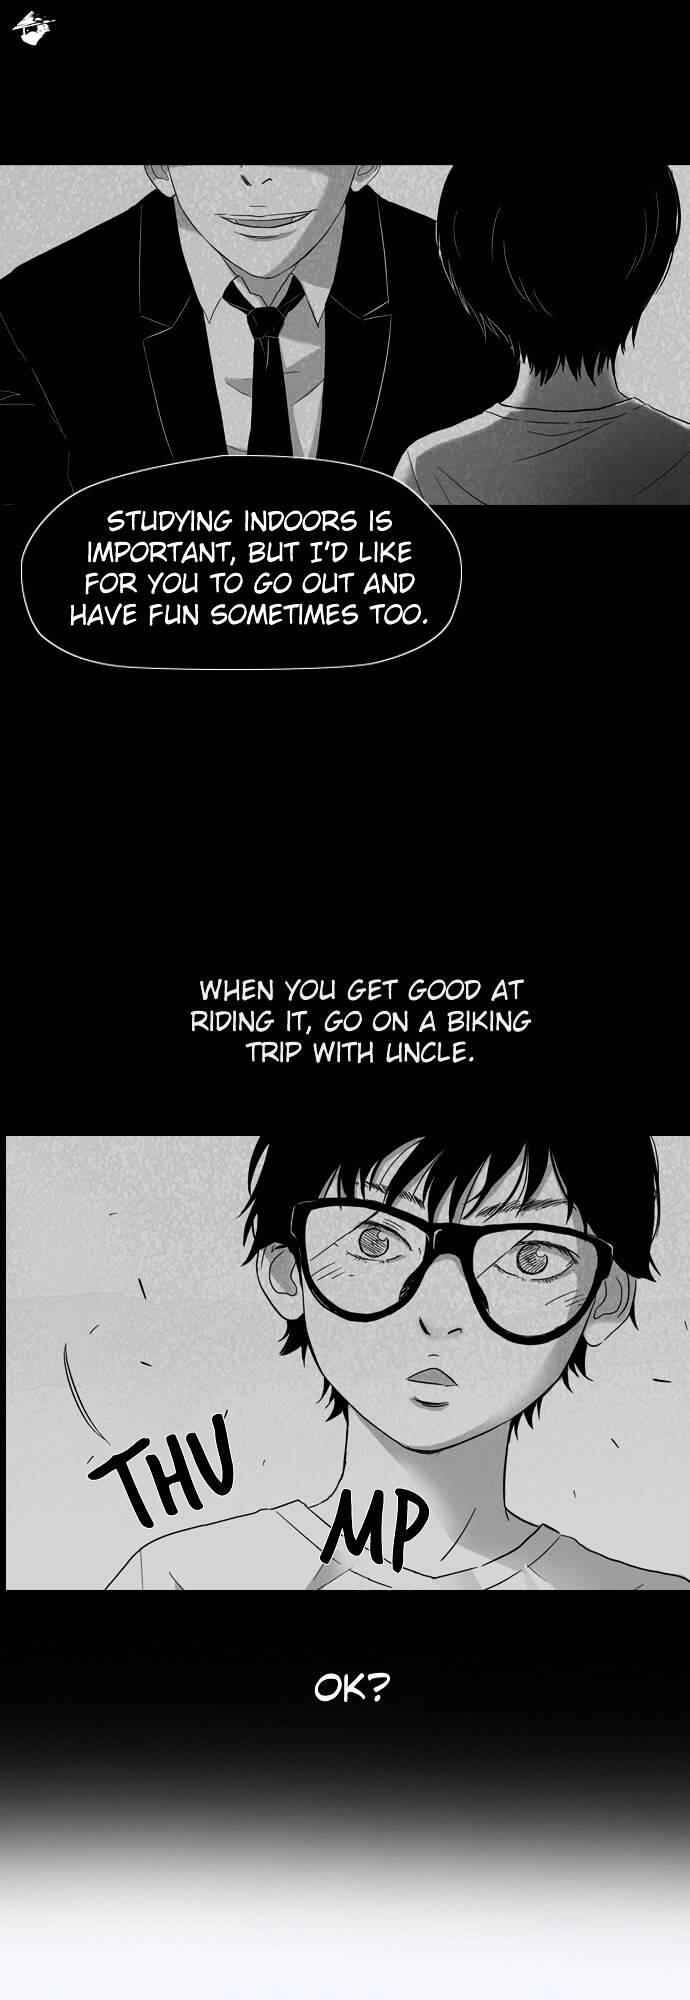 STUDYING INDOORS IS
IMPORTANT, BUT I'D LIKE
FOR YOU TO GO OUT AND
HAVE FUN SOMETIMES TOO.
WHEN YOU GET GOOD AT
RIDING IT, GO ON A BIKING
TRIP WITH UNCLE.
THU
MP
OK?